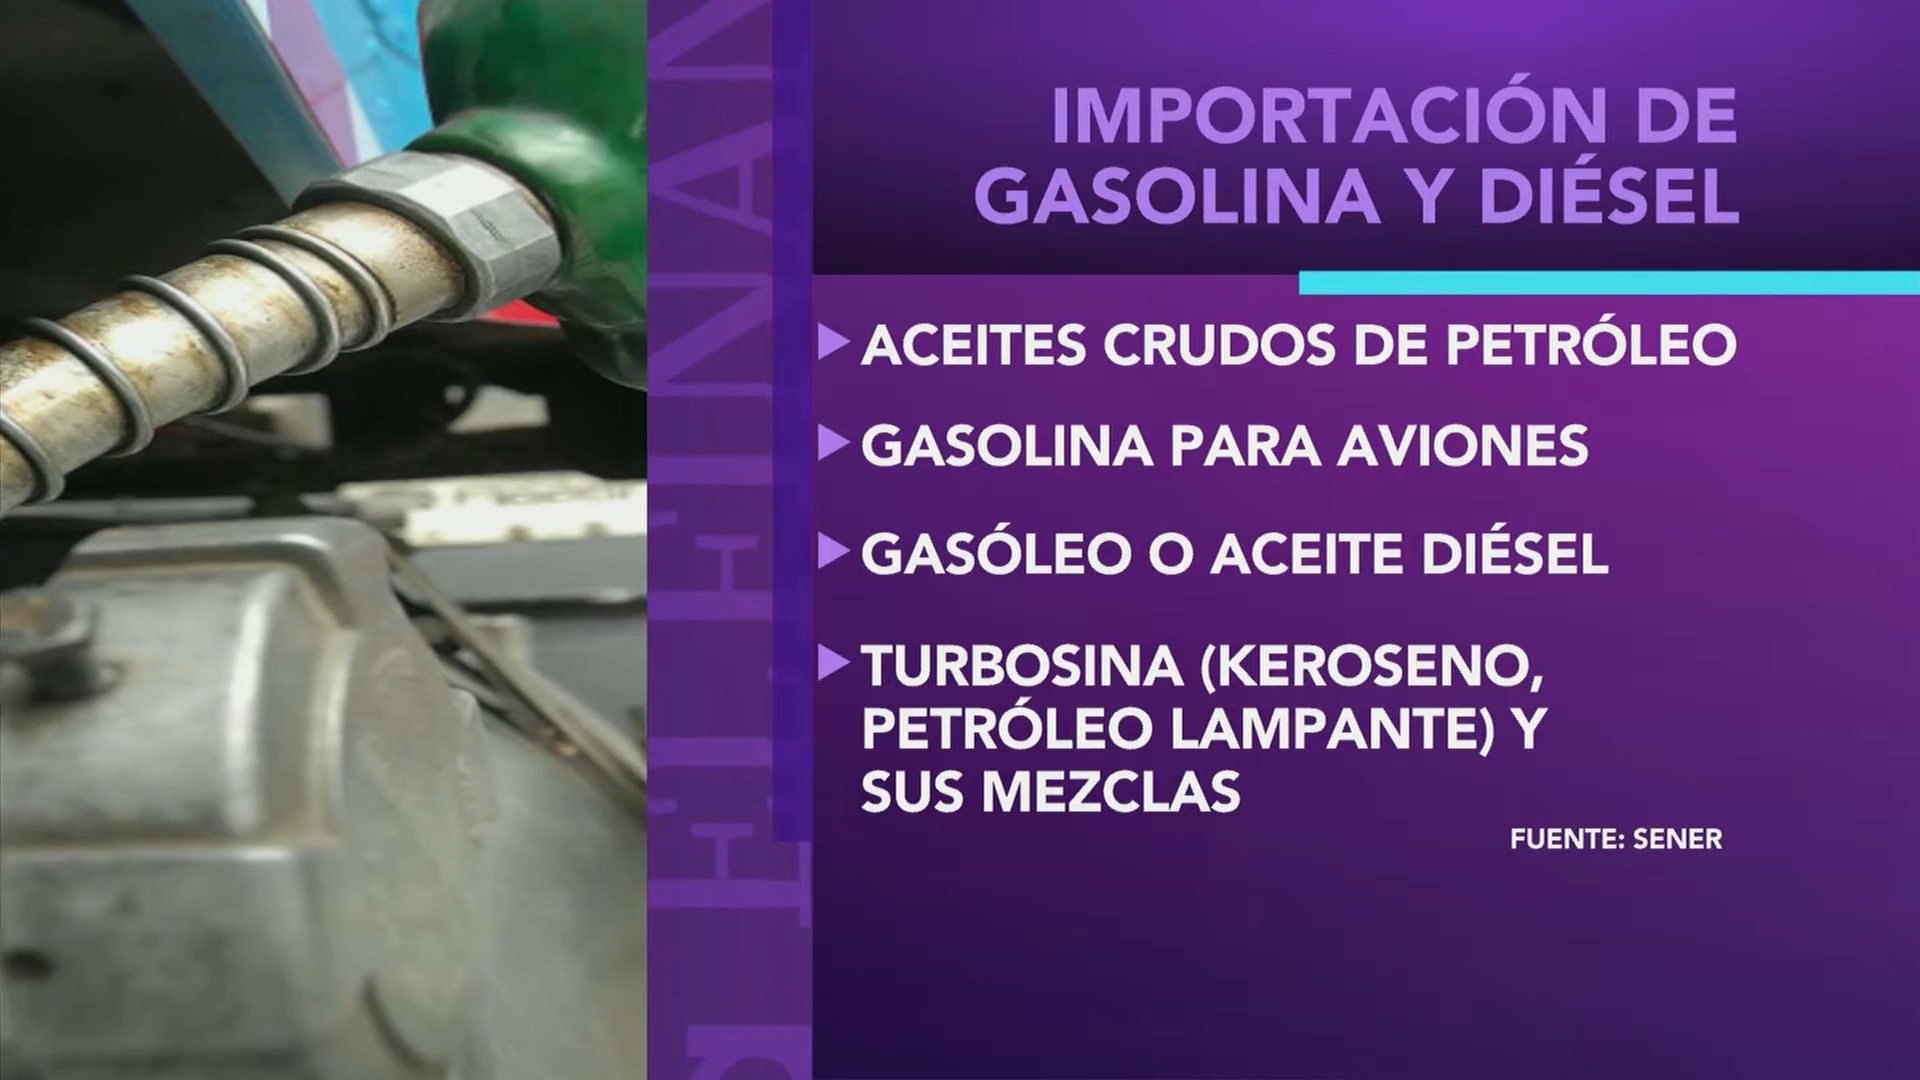 IMPORTACIÓN DE
GASOLINA Y DIÉSEL
ACEITES CRUDOS DE PETRÓLEO
GASOLINA PARA AVIONES
GASÓLEO O ACEITE DIÉSEL
TURBOSINA (KEROSENO,
PETRÓLEO LAMPANTE) Y
SUS MEZCLAS
FUENTE: SENER